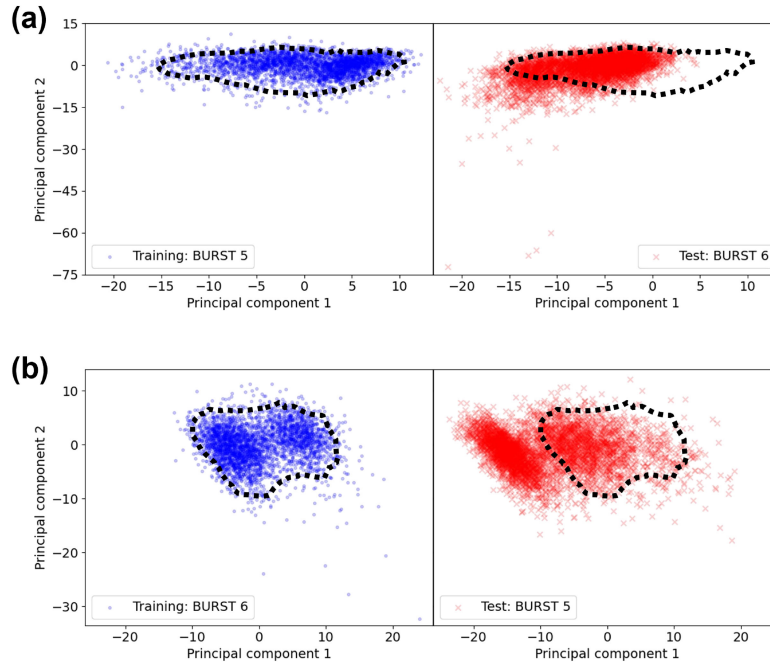 (a)
Principal component 2
15
0
−15
−30
−45
−60
−75
Training: BURST 5
Test: BURST 6
−20 −15 −10 −5 0 5 10
−20 −15 −10 −5 0 5 10
Principal component 1
Principal component 1
(b)
Principal component 2
10
0
−10
−20
−30
Training: BURST 6
Test: BURST 5
−20 −10 0 10 20
−20 −10 0 10 20
Principal component 1
Principal component 1